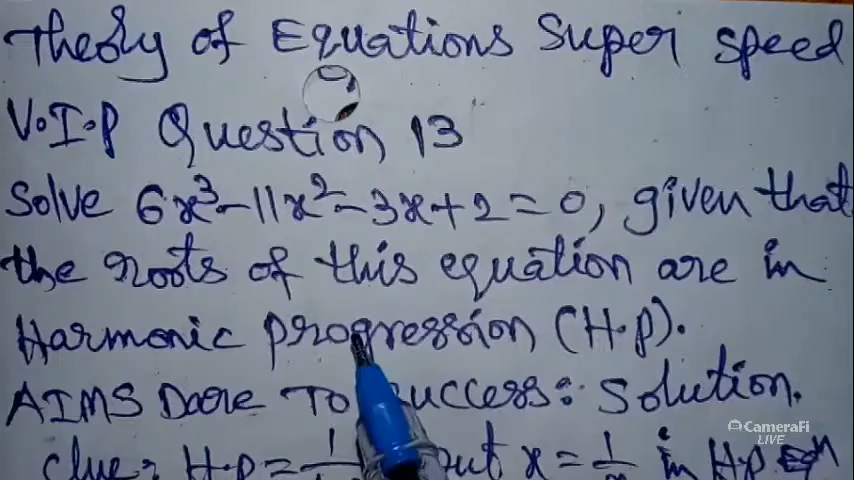 Theory of Equations Super speed
V.I.P Question 13
Solve 6x³-11x²-3x+2=0, given that
the roots of this equation are in
Harmonic progression (H.P).
AIMS Dare To success: Solution.
CameraFi
LIVE
clue: H.P = 1 put x = 1 in H.P